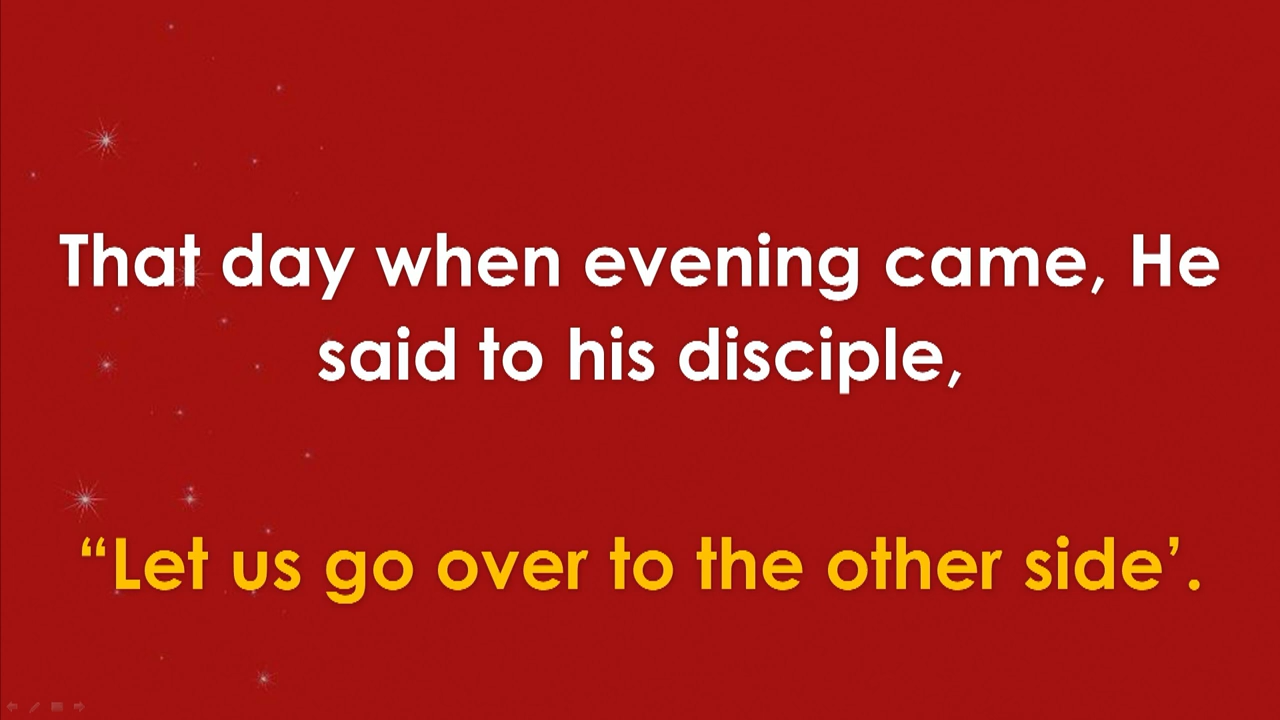 That day when evening came, He
said to his disciple,
“Let us go over to the other side’.